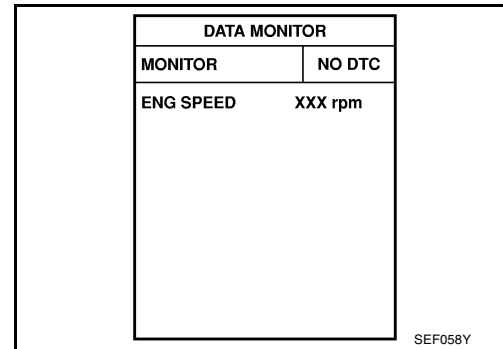 DATA MONITOR
MONITOR NO DTC
ENG SPEED XXX rpm
SEF058Y